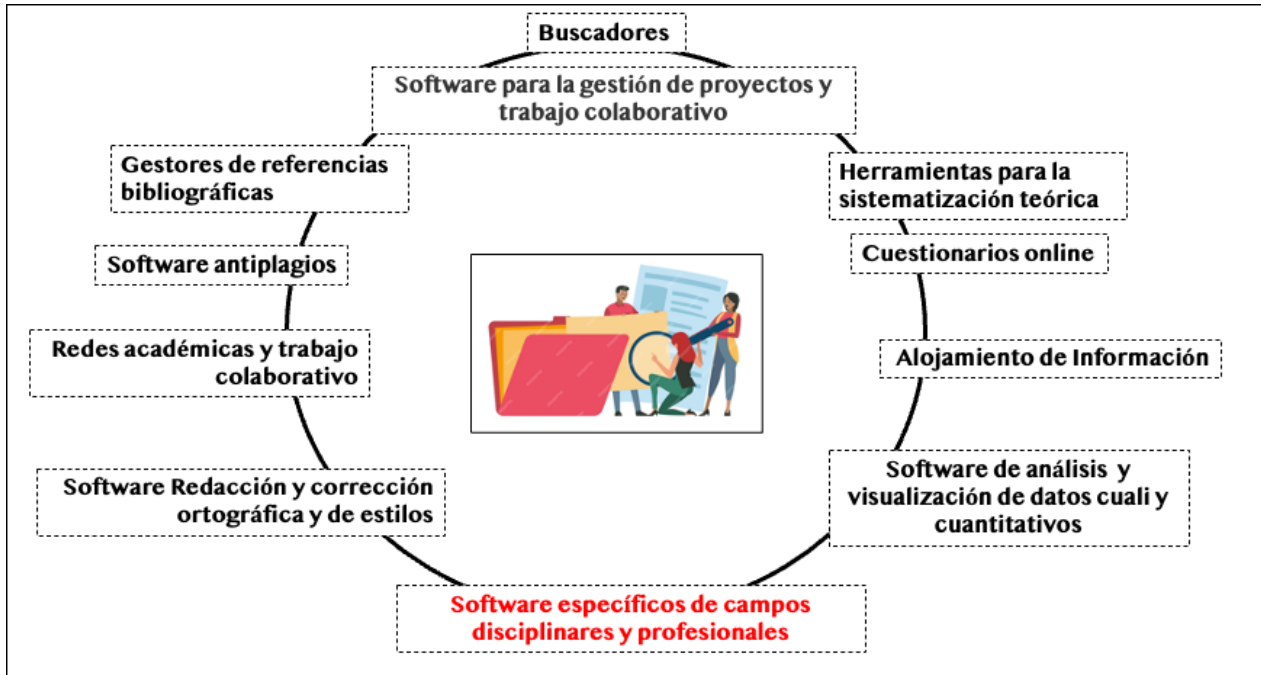 Buscadores
Software para la gestión de proyectos y
trabajo colaborativo
Gestores de referencias
bibliográficas
Herramientas para la
sistematización teórica
Software antiplagios
Cuestionarios online
Redes académicas y trabajo
colaborativo
Alojamiento de Información
Software Redacción y corrección
ortográfica y de estilos
Software de análisis y
visualización de datos cuali y
cuantitativos
Software específicos de campos
disciplinares y profesionales